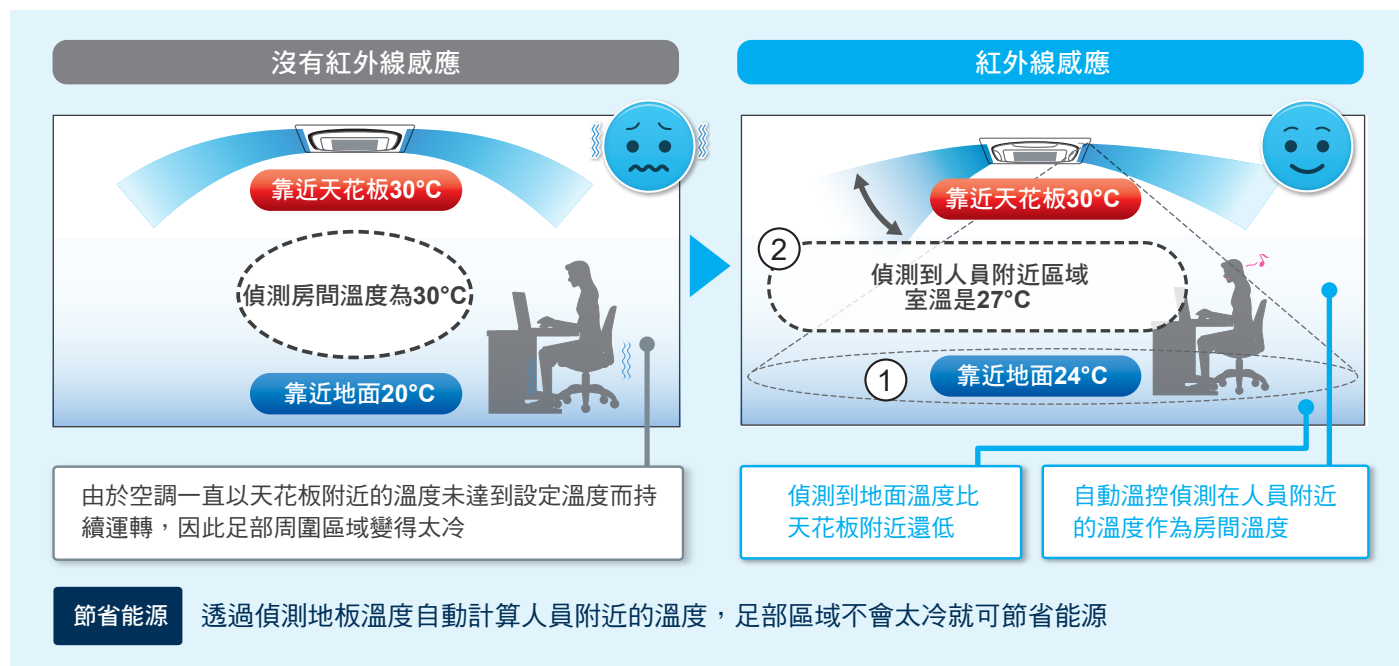 沒有紅外線感應
靠近天花板30°C
偵測房間溫度為30°C
靠近地面20°C
由於空調一直以天花板附近的溫度未達到設定溫度而持
續運轉，因此足部周圍區域變得太冷
紅外線感應
靠近天花板30°C
2
偵測到人員附近區域
室溫是27°C
1
靠近地面24°C
偵測到地面溫度比
天花板附近還低
自動溫控偵測在人員附近
的溫度作為房間溫度
節省能源
透過偵測地板溫度自動計算人員附近的溫度，足部區域不會太冷就可節省能源